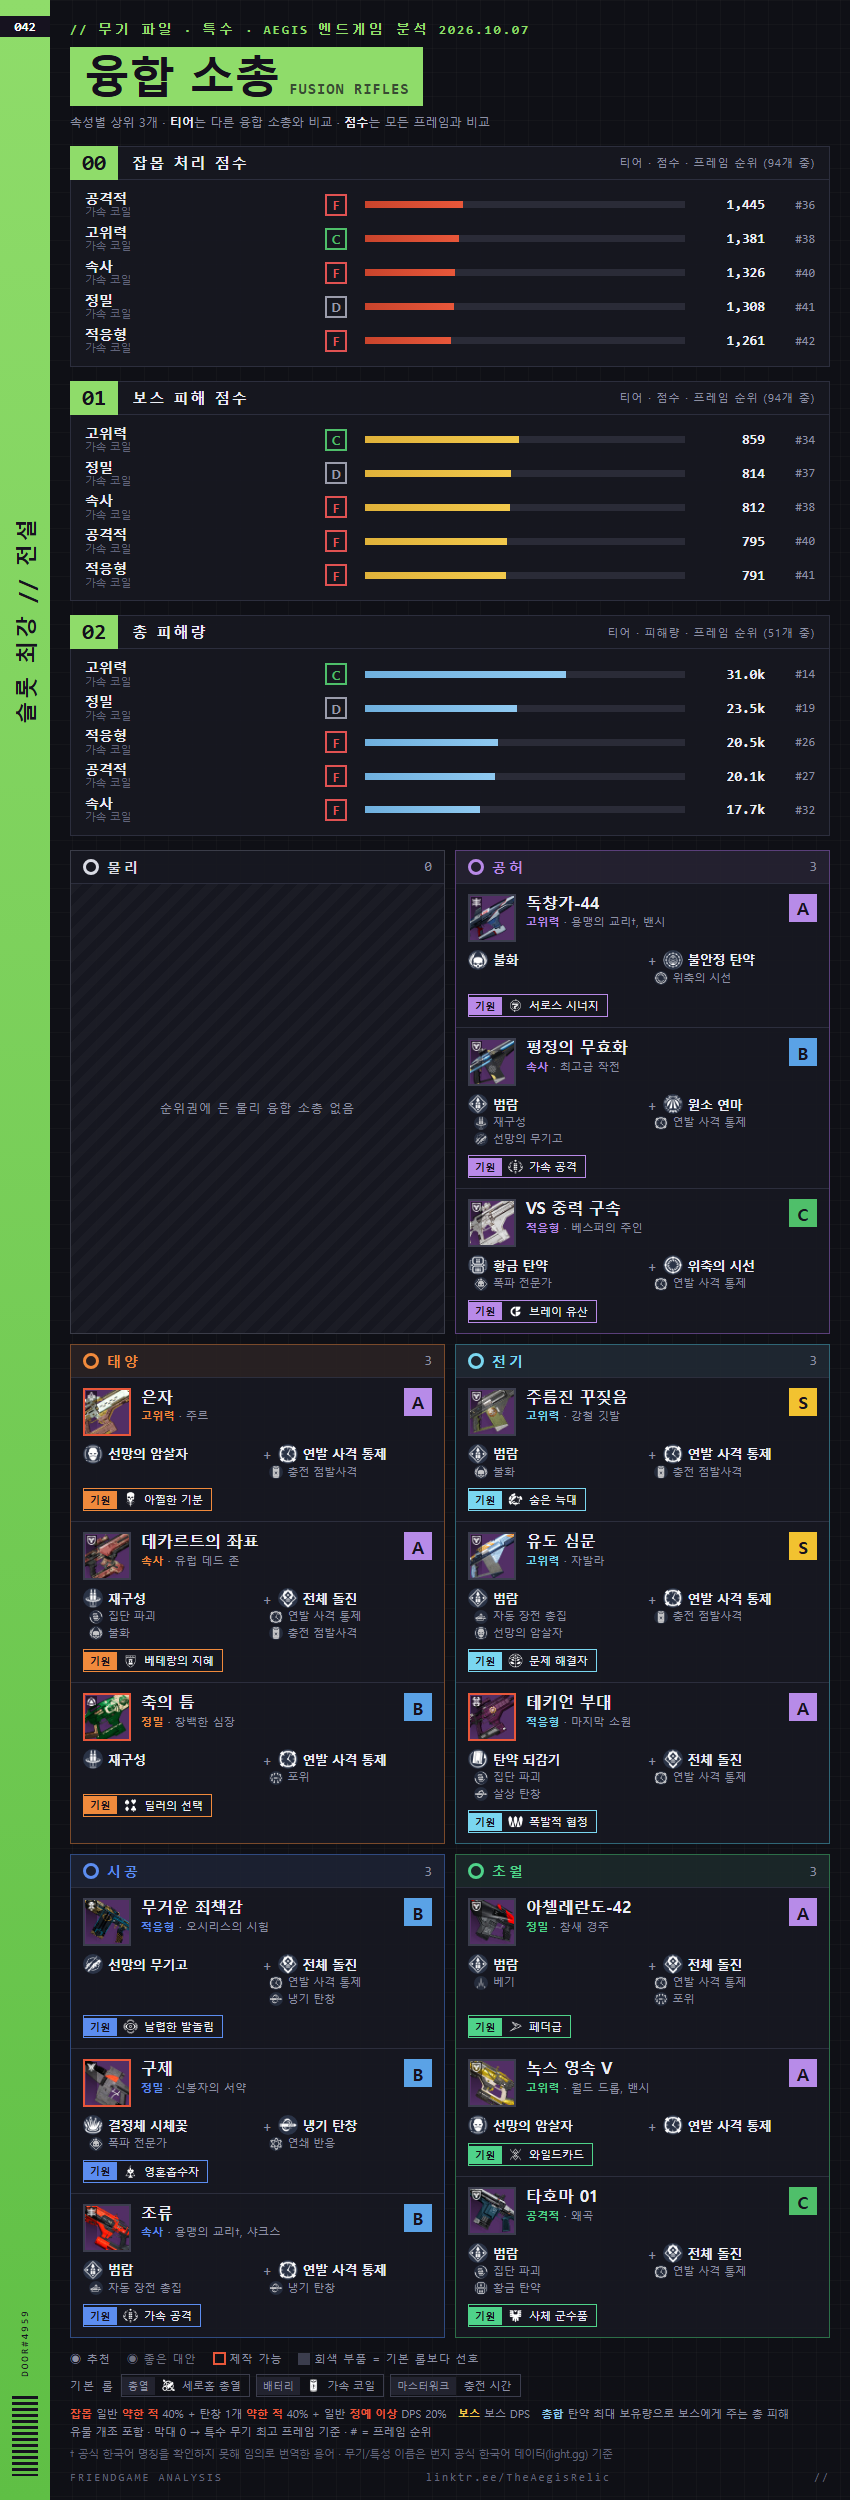 042
// 무기 파일 · 특수 · AEGIS 엔드게임 분석 2026.10.07
융합 소총 FUSION RIFLES
속성별 상위 3개 · 티어는 다른 융합 소총와 비교 · 점수는 모든 프레임과 비교
슬롯 최강 // 전설
00 잡몹 처리 점수 티어 · 점수 · 프레임 순위 (94개 중)
공격적 F 1,445 #36
가속 코일
고위력 C 1,381 #38
가속 코일
속사 F 1,326 #40
가속 코일
정밀 D 1,308 #41
가속 코일
적응형 F 1,261 #42
가속 코일
01 보스 피해 점수 티어 · 점수 · 프레임 순위 (94개 중)
고위력 C 859 #34
가속 코일
정밀 D 814 #37
가속 코일
속사 F 812 #38
가속 코일
공격적 F 795 #40
가속 코일
적응형 F 791 #41
가속 코일
02 총 피해량 티어 · 피해량 · 프레임 순위 (51개 중)
고위력 C 31.0k #14
가속 코일
정밀 D 23.5k #19
가속 코일
적응형 F 20.5k #26
가속 코일
공격적 F 20.1k #27
가속 코일
속사 F 17.7k #32
가속 코일
물리 0
순위권에 든 물리 융합 소총 없음
공허 3
독창가-44 A
고위력 · 용맹의 교리†, 밴시
불화 + 불안정 탄약
위축의 시선
기원 서로스 시너지
평정의 무효화 B
속사 · 최고급 작전
범람 + 원소 연마
재구성 연발 사격 통제
선망의 무기고
기원 가속 공격
VS 중력 구속 C
적응형 · 베스퍼의 주인
황금 탄약 + 위축의 시선
폭파 전문가 연발 사격 통제
기원 브레이 유산
태양 3
은자 A
고위력 · 주르
선망의 암살자 + 연발 사격 통제
충전 점발사격
기원 아찔한 기분
데카르트의 좌표 A
속사 · 유럽 데드 존
재구성 + 전체 돌진
집단 파괴 연발 사격 통제
불화 충전 점발사격
기원 베테랑의 지혜
축의 틈 B
정밀 · 창백한 심장
재구성 + 연발 사격 통제
포위
기원 딜러의 선택
전기 3
주름진 꾸짖음 S
고위력 · 강철 깃발
범람 + 연발 사격 통제
불화 충전 점발사격
기원 숨은 늑대
유도 심문 S
고위력 · 자발라
범람 + 연발 사격 통제
자동 장전 총집 충전 점발사격
선망의 암살자
기원 문제 해결자
테키언 부대 A
적응형 · 마지막 소원
탄약 되감기 + 전체 돌진
집단 파괴 연발 사격 통제
살상 탄창
기원 폭발적 협정
시공 3
무거운 죄책감 B
적응형 · 오시리스의 시험
선망의 무기고 + 전체 돌진
연발 사격 통제
냉기 탄창
기원 날렵한 발놀림
구제 B
정밀 · 신봉자의 서약
결정체 시체꽃 + 냉기 탄창
폭파 전문가 연쇄 반응
기원 영혼흡수자
조류 B
속사 · 용맹의 교리†, 샤크스
범람 + 연발 사격 통제
자동 장전 총집 냉기 탄창
기원 가속 공격
초월 3
아첼레란도-42 A
정밀 · 참새 경주
범람 + 전체 돌진
베기 연발 사격 통제
포위
기원 페더급
녹스 영속 V A
고위력 · 월드 드롭, 밴시
선망의 암살자 + 연발 사격 통제
기원 와일드카드
타호마 01 C
공격적 · 왜곡
범람 + 전체 돌진
집단 파괴 연발 사격 통제
황금 탄약
기원 사체 군수품
추천 좋은 대안 제작 가능 회색 부품 = 기본 롤보다 선호
기본 롤 총열 세로홈 총열 배터리 가속 코일 마스터워크 충전 시간
잡몹 일반 약한 적 40% + 탄창 1개 약한 적 40% + 일반 정예 이상 DPS 20% 보스 보스 DPS 총합 탄약 최대 보유량으로 보스에게 주는 총 피해
유물 개조 포함 · 막대 0 → 특수 무기 최고 프레임 기준 · # = 프레임 순위
† 공식 한국어 명칭을 확인하지 못해 임의로 번역한 용어 · 무기/특성 이름은 번지 공식 한국어 데이터(light.gg) 기준
DOOR#4959
FRIENDGAME ANALYSIS linktr.ee/TheAegisRelic //